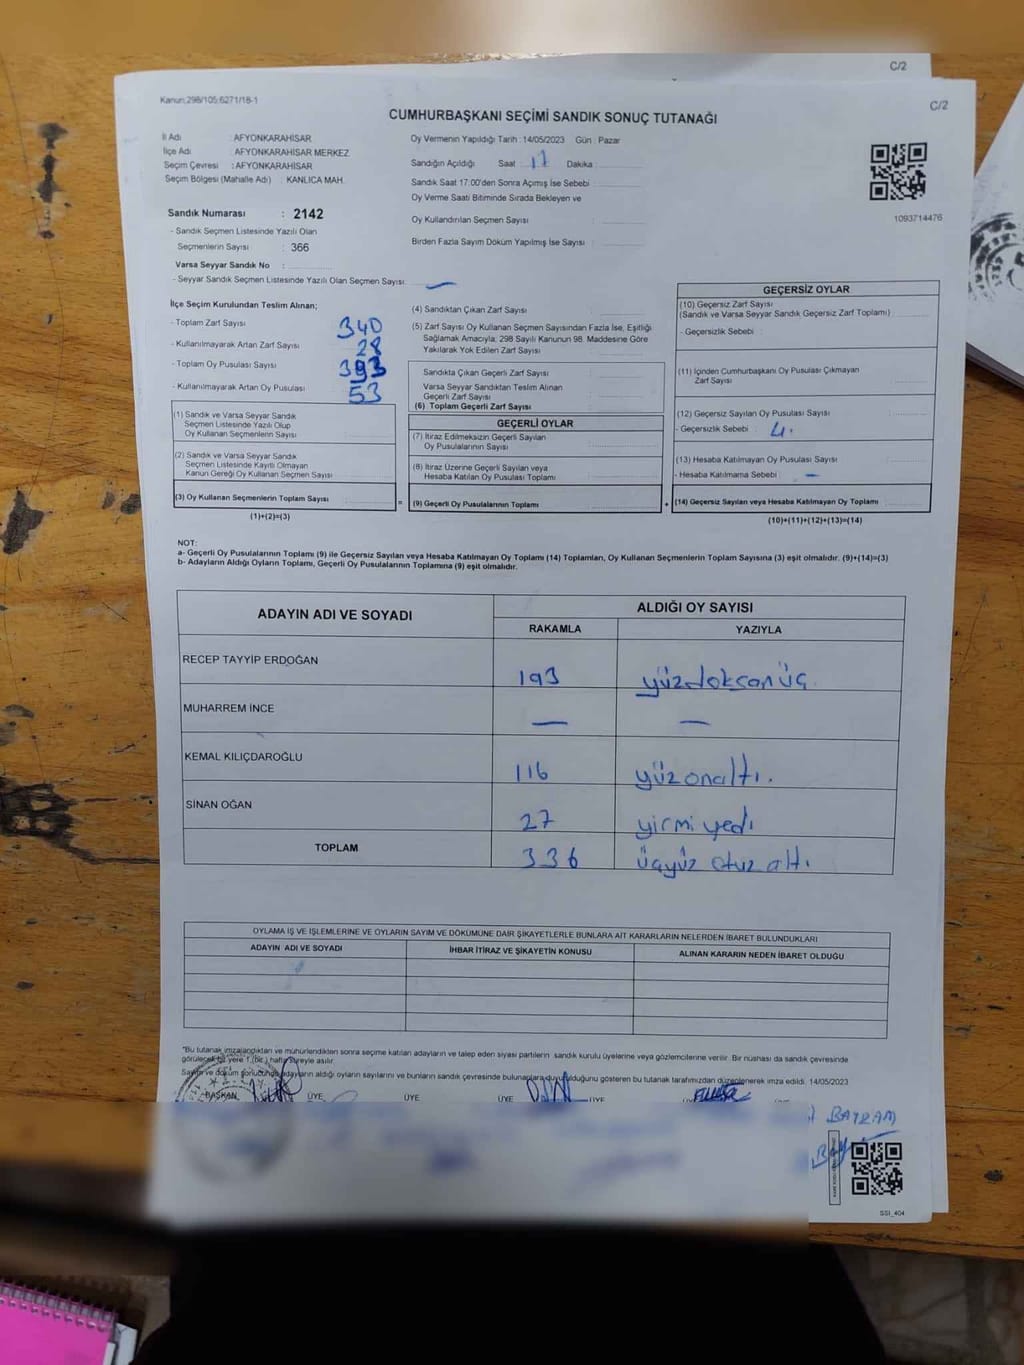 C/2
C/2
Kanun;298/105;6271/18-1
CUMHURBAŞKANI SEÇİMİ SANDIK SONUÇ TUTANAĞI
İl Adı : AFYONKARAHİSAR
İlçe Adı : AFYONKARAHİSAR MERKEZ
Seçim Çevresi : AFYONKARAHİSAR
Seçim Bölgesi (Mahalle Adı) : KANLICA MAH.
Oy Vermenin Yapıldığı Tarih : 14/05/2023 Gün : Pazar
Sandığın Açıldığı Saat : 17 Dakika :
Sandık Saat 17:00'den Sonra Açımış İse Sebebi :
Oy Verme Saati Bitiminde Sırada Bekleyen ve
Oy Kullandırılan Seçmen Sayısı :
Birden Fazla Sayım Döküm Yapılmış İse Sayısı :
1093714476
Sandık Numarası : 2142
- Sandık Seçmen Listesinde Yazılı Olan
Seçmenlerin Sayısı : 366
Varsa Seyyar Sandık No :
- Seyyar Sandık Seçmen Listesinde Yazılı Olan Seçmen Sayısı: —
İlçe Seçim Kurulundan Teslim Alınan;
- Toplam Zarf Sayısı 340
- Kullanılmayarak Artan Zarf Sayısı 28
- Toplam Oy Pusulası Sayısı 393
- Kullanılmayarak Artan Oy Pusulası 53
(1) Sandık ve Varsa Seyyar Sandık
Seçmen Listesinde Yazılı Olup
Oy Kullanan Seçmenlerin Sayısı
(2) Sandık ve Varsa Seyyar Sandık
Seçmen Listesinde Kayıtlı Olmayan
Kanun Gereği Oy Kullanan Seçmen Sayısı
(3) Oy Kullanan Seçmenlerin Toplam Sayısı
(1)+(2)=(3)
=
(4) Sandıktan Çıkan Zarf Sayısı
(5) Zarf Sayısı Oy Kullanan Seçmen Sayısından Fazla İse, Eşitliği
Sağlamak Amacıyla; 298 Sayılı Kanunun 98. Maddesine Göre
Yakılarak Yok Edilen Zarf Sayısı
Sandıkta Çıkan Geçerli Zarf Sayısı
Varsa Seyyar Sandıktan Teslim Alınan
Geçerli Zarf Sayısı
(6) Toplam Geçerli Zarf Sayısı
GEÇERLİ OYLAR
(7) İtiraz Edilmeksizin Geçerli Sayılan
Oy Pusulalarının Sayısı
(8) İtiraz Üzerine Geçerli Sayılan veya
Hesaba Katılan Oy Pusulası Toplamı
(9) Geçerli Oy Pusulalarının Toplamı
+
GEÇERSİZ OYLAR
(10) Geçersiz Zarf Sayısı
(Sandık ve Varsa Seyyar Sandık Geçersiz Zarf Toplamı)
- Geçersizlik Sebebi :
(11) İçinden Cumhurbaşkanı Oy Pusulası Çıkmayan
Zarf Sayısı
(12) Geçersiz Sayılan Oy Pusulası Sayısı
- Geçersizlik Sebebi : 4.
(13) Hesaba Katılmayan Oy Pusulası Sayısı
- Hesaba Katılmama Sebebi : —
(14) Geçersiz Sayılan veya Hesaba Katılmayan Oy Toplamı
(10)+(11)+(12)+(13)=(14)
NOT:
a- Geçerli Oy Pusulalarının Toplamı (9) ile Geçersiz Sayılan veya Hesaba Katılmayan Oy Toplamı (14) Toplamları, Oy Kullanan Seçmenlerin Toplam Sayısına (3) eşit olmalıdır. (9)+(14)=(3)
b- Adayların Aldığı Oyların Toplamı, Geçerli Oy Pusulalarının Toplamına (9) eşit olmalıdır.
ADAYIN ADI VE SOYADI ALDIĞI OY SAYISI
RAKAMLA YAZIYLA
RECEP TAYYİP ERDOĞAN 193 yüzdoksanüç
MUHARREM İNCE — —
KEMAL KILIÇDAROĞLU 116 yüzonaltı.
SİNAN OĞAN 27 yirmiyedi
TOPLAM 336 üçyüz otuz altı
OYLAMA İŞ VE İŞLEMLERİNE VE OYLARIN SAYIM VE DÖKÜMÜNE DAİR ŞİKAYETLERLE BUNLARA AİT KARARLARIN NELERDEN İBARET BULUNDUKLARI
ADAYIN ADI VE SOYADI İHBAR İTİRAZ VE ŞİKAYETİN KONUSU ALINAN KARARIN NEDEN İBARET OLDUĞU
"Bu tutanak imzalandıktan ve mühürlendikten sonra seçime katılan adayların ve talep eden siyasi partilerin sandık kurulu üyelerine veya gözlemcilerine verilir. Bir nüshası da sandık çevresinde
görülecek bir yere 1 (bir) hafta süreyle asılır.
Sayım ve döküm sonucunda adayların aldığı oyların sayılarını ve bunların sandık çevresinde bulunanlara duyurulduğunu gösteren bu tutanak tarafımızdan düzenlenerek imza edildi. 14/05/2023
BAŞKAN ÜYE ÜYE ÜYE ÜYE
BAYRAM
SSI_404